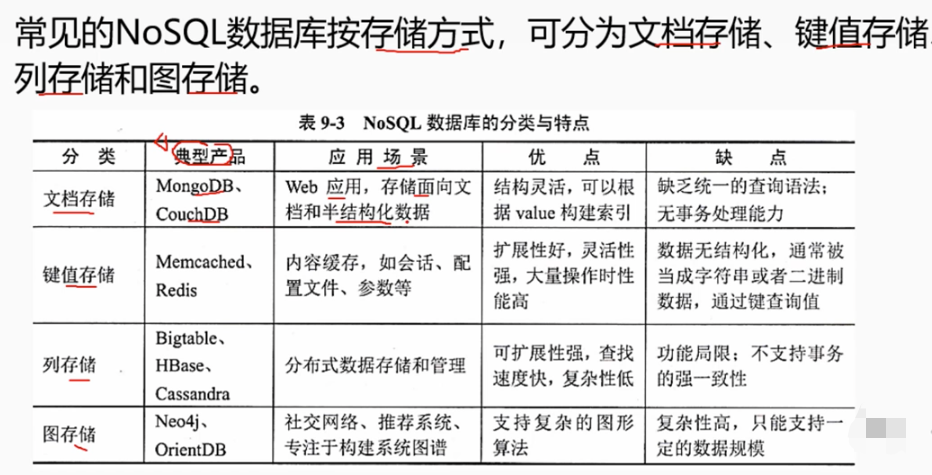 常见的NoSQL数据库按存储方式，可分为文档存储、键值存储、
列存储和图存储。
表 9-3 NoSQL 数据库的分类与特点
分 类 典型产品 应 用 场 景 优 点 缺 点
文档存储 MongoDB、 Web 应用，存储面向文 结构灵活，可以根 缺乏统一的查询语法；
CouchDB 档和半结构化数据 据 value 构建索引 无事务处理能力
键值存储 Memcached、 内容缓存，如会话、配 扩展性好，灵活性 数据无结构化，通常被
Redis 置文件、参数等 强，大量操作时性 当成字符串或者二进制
能高 数据，通过键查询值
列存储 Bigtable、 分布式数据存储和管理 可扩展性强，查找 功能局限；不支持事务
HBase、 速度快，复杂性低 的强一致性
Cassandra
图存储 Neo4j、 社交网络、推荐系统、 支持复杂的图形 复杂性高，只能支持一
OrientDB 专注于构建系统图谱 算法 定的数据规模